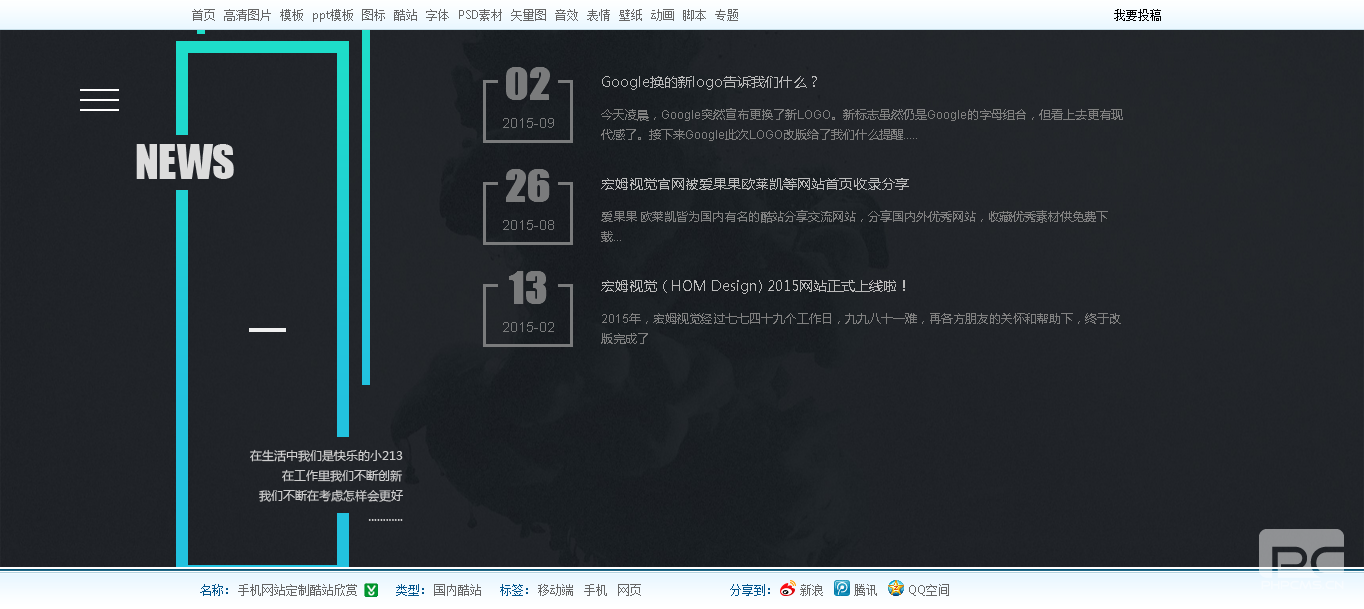 首页 高清图片 模板 ppt模板 图标 酷站 字体 PSD素材 矢量图 音效 表情 壁纸 动画 脚本 专题 我要投稿
NEWS
02
2015-09
Google换的新logo告诉我们什么？
今天凌晨，Google突然宣布更换了新LOGO。新标志虽然仍是Google的字母组合，但看上去更有现
代感了。接下来Google此次LOGO改版给了我们什么提醒....
26
2015-08
宏姆视觉官网被爱果果欧莱凯等网站首页收录分享
爱果果 欧莱凯皆为国内有名的酷站分享交流网站，分享国内外优秀网站，收藏优秀素材供免费下
载...
13
2015-02
宏姆视觉（HOM Design) 2015网站正式上线啦！
2015年，宏姆视觉经过七七四十九个工作日，九九八十一难，再各方朋友的关怀和帮助下，终于改
版完成了
在生活中我们是快乐的小213
在工作里我们不断创新
我们不断在考虑怎样会更好
............
PC
名称： 手机网站定制酷站欣赏 类型： 国内酷站 标签： 移动端 手机 网页 分享到： 新浪 腾讯 QQ空间